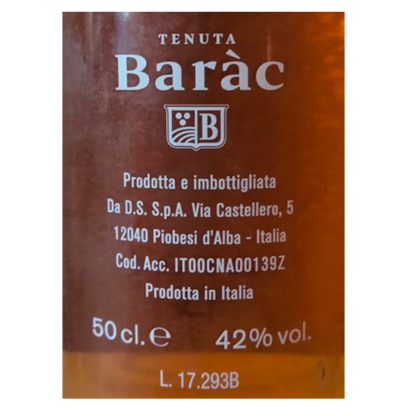 TENUTA
Baràc
B
Prodotta e imbottigliata
Da D.S. S.p.A. Via Castellero, 5
12040 Piobesi d'Alba - Italia
Cod. Acc. IT00CNA00139Z
Prodotta in Italia
50 cl. ℮ 42% vol.
L. 17.293B